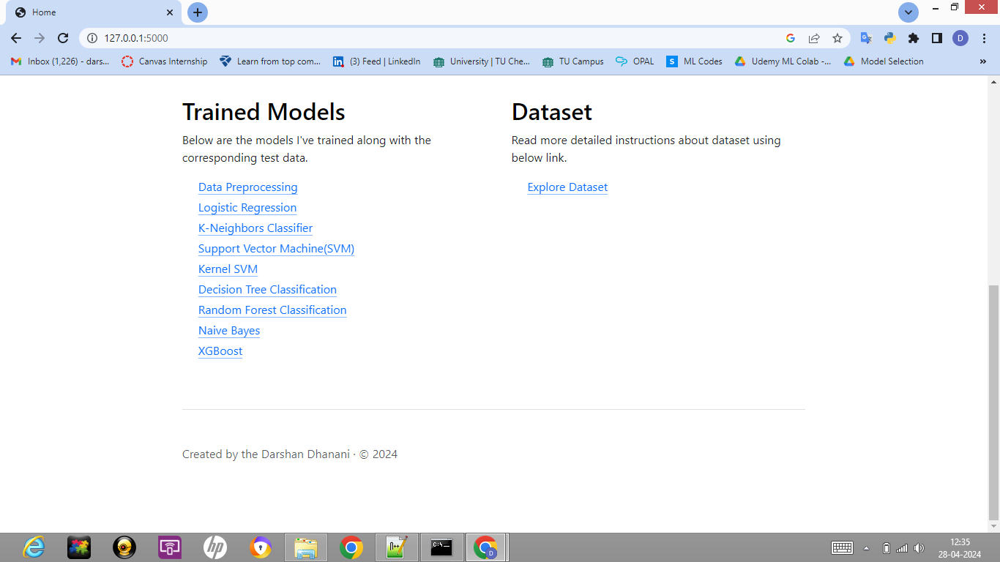 Home
127.0.0.1:5000
D
Inbox (1,226) - dars...
Canvas Internship
Learn from top com...
(3) Feed | LinkedIn
University | TU Che...
TU Campus
OPAL
ML Codes
Udemy ML Colab -...
Model Selection
»
Trained Models
Below are the models I've trained along with the
corresponding test data.
Data Preprocessing
Logistic Regression
K-Neighbors Classifier
Support Vector Machine(SVM)
Kernel SVM
Decision Tree Classification
Random Forest Classification
Naive Bayes
XGBoost
Dataset
Read more detailed instructions about dataset using
below link.
Explore Dataset
Created by the Darshan Dhanani · © 2024
12:35
28-04-2024